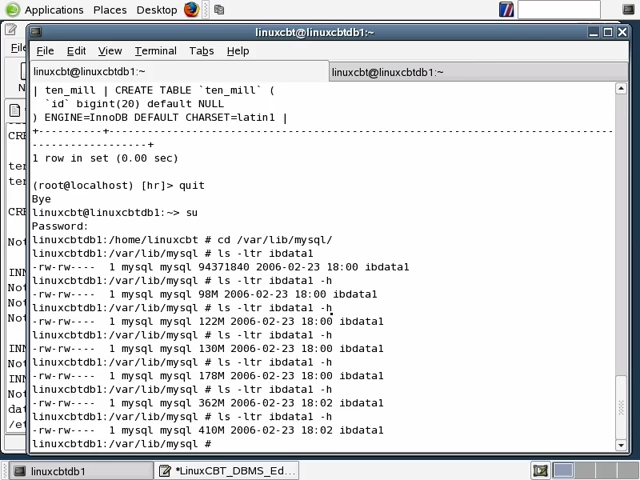 Applications Places Desktop
linuxcbt@linuxcbtdb1:~
File Edit View Terminal Tabs Help
linuxcbt@linuxcbtdb1:~ linuxcbt@linuxcbtdb1:~
| ten_mill | CREATE TABLE `ten_mill` (
`id` bigint(20) default NULL
) ENGINE=InnoDB DEFAULT CHARSET=latin1 |
+----------+---------------------------------------------------------------------------
-----------------+
1 row in set (0.00 sec)
(root@localhost) [hr]> quit
Bye
linuxcbt@linuxcbtdb1:~> su
Password:
linuxcbtdb1:/home/linuxcbt # cd /var/lib/mysql/
linuxcbtdb1:/var/lib/mysql # ls -ltr ibdata1
-rw-rw---- 1 mysql mysql 94371840 2006-02-23 18:00 ibdata1
linuxcbtdb1:/var/lib/mysql # ls -ltr ibdata1 -h
-rw-rw---- 1 mysql mysql 98M 2006-02-23 18:00 ibdata1
linuxcbtdb1:/var/lib/mysql # ls -ltr ibdata1 -h
-rw-rw---- 1 mysql mysql 122M 2006-02-23 18:00 ibdata1
linuxcbtdb1:/var/lib/mysql # ls -ltr ibdata1 -h
-rw-rw---- 1 mysql mysql 130M 2006-02-23 18:00 ibdata1
linuxcbtdb1:/var/lib/mysql # ls -ltr ibdata1 -h
-rw-rw---- 1 mysql mysql 178M 2006-02-23 18:00 ibdata1
linuxcbtdb1:/var/lib/mysql # ls -ltr ibdata1 -h
-rw-rw---- 1 mysql mysql 362M 2006-02-23 18:02 ibdata1
linuxcbtdb1:/var/lib/mysql # ls -ltr ibdata1 -h
-rw-rw---- 1 mysql mysql 410M 2006-02-23 18:02 ibdata1
linuxcbtdb1:/var/lib/mysql #
linuxcbtdb1 *LinuxCBT_DBMS_Ed...